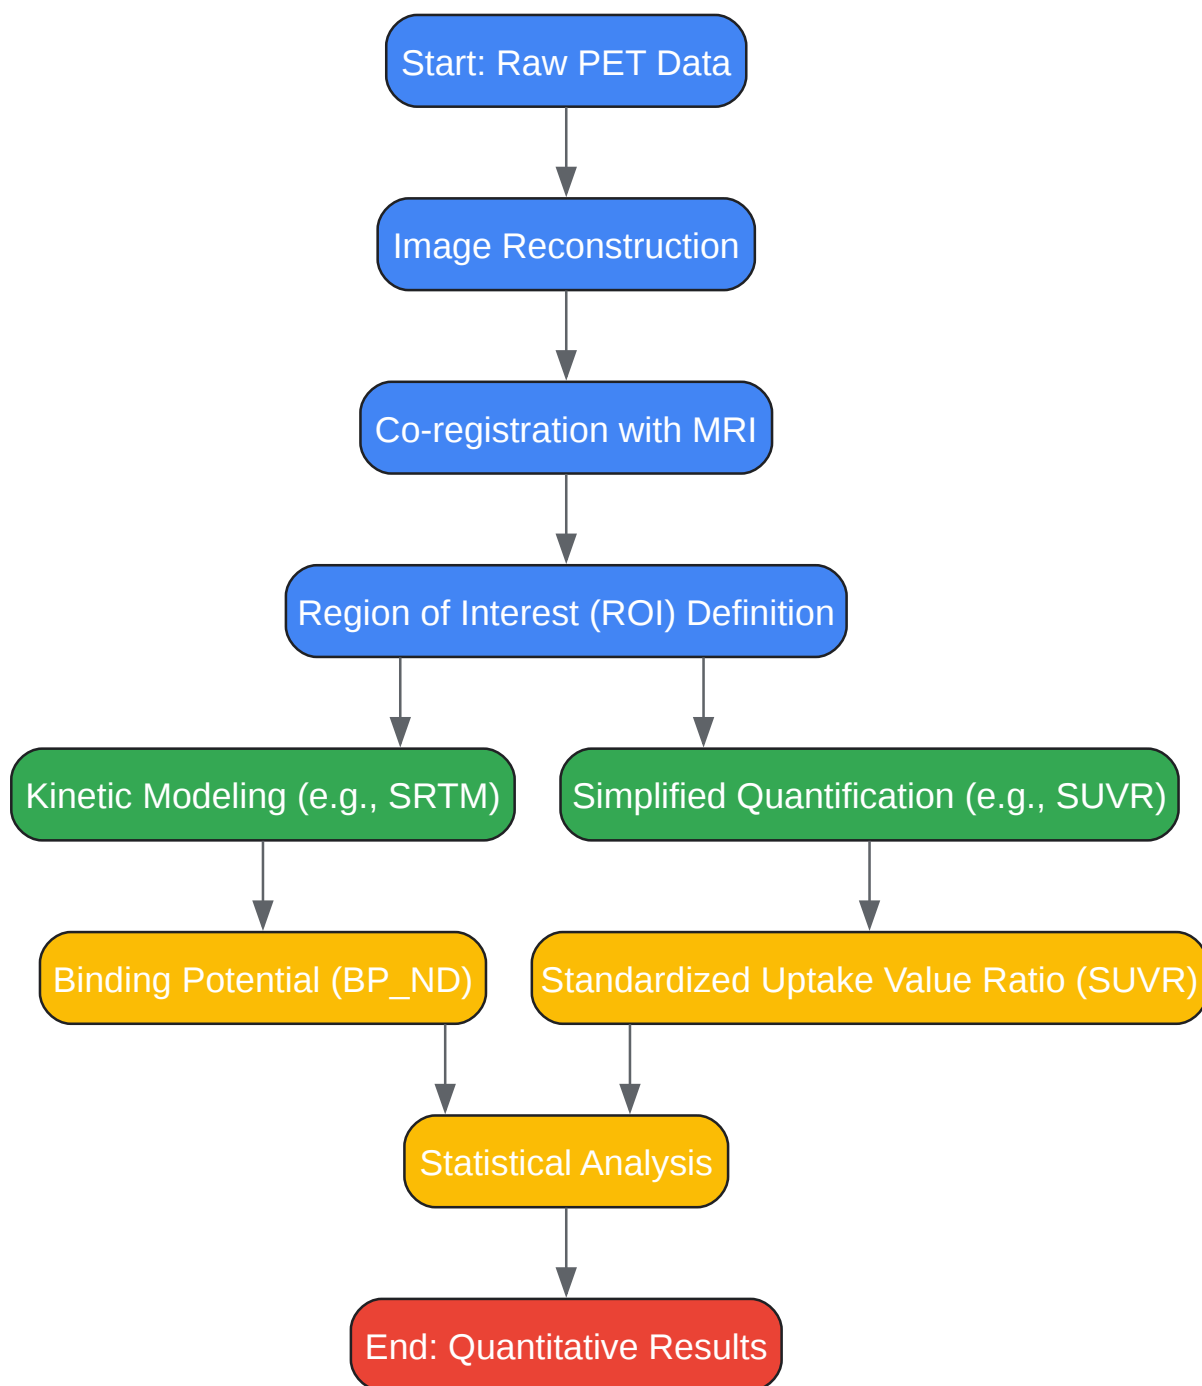 Start: Raw PET Data
Image Reconstruction
Co-registration with MRI
Region of Interest (ROI) Definition
Kinetic Modeling (e.g., SRTM)
Simplified Quantification (e.g., SUVR)
Binding Potential (BP_ND)
Standardized Uptake Value Ratio (SUVR)
Statistical Analysis
End: Quantitative Results